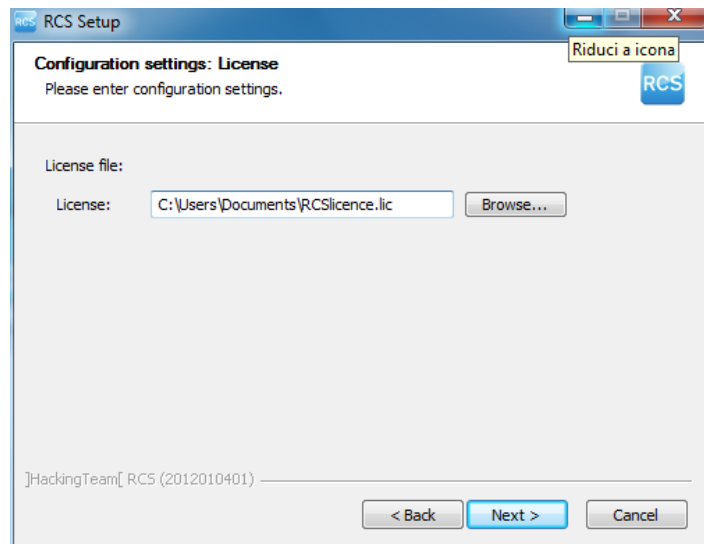 RCS RCS Setup
Riduci a icona
Configuration settings: License
Please enter configuration settings.
RCS
License file:
License: C:\Users\Documents\RCSlicence.lic Browse...
]HackingTeam[ RCS (2012010401)
< Back Next > Cancel